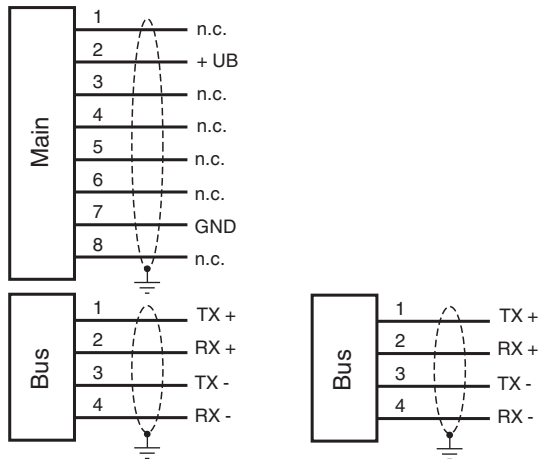 Main
1 n.c.
2 + UB
3 n.c.
4 n.c.
5 n.c.
6 n.c.
7 GND
8 n.c.
Bus
1 TX +
2 RX +
3 TX -
4 RX -
Bus
1 TX +
2 RX +
3 TX -
4 RX -